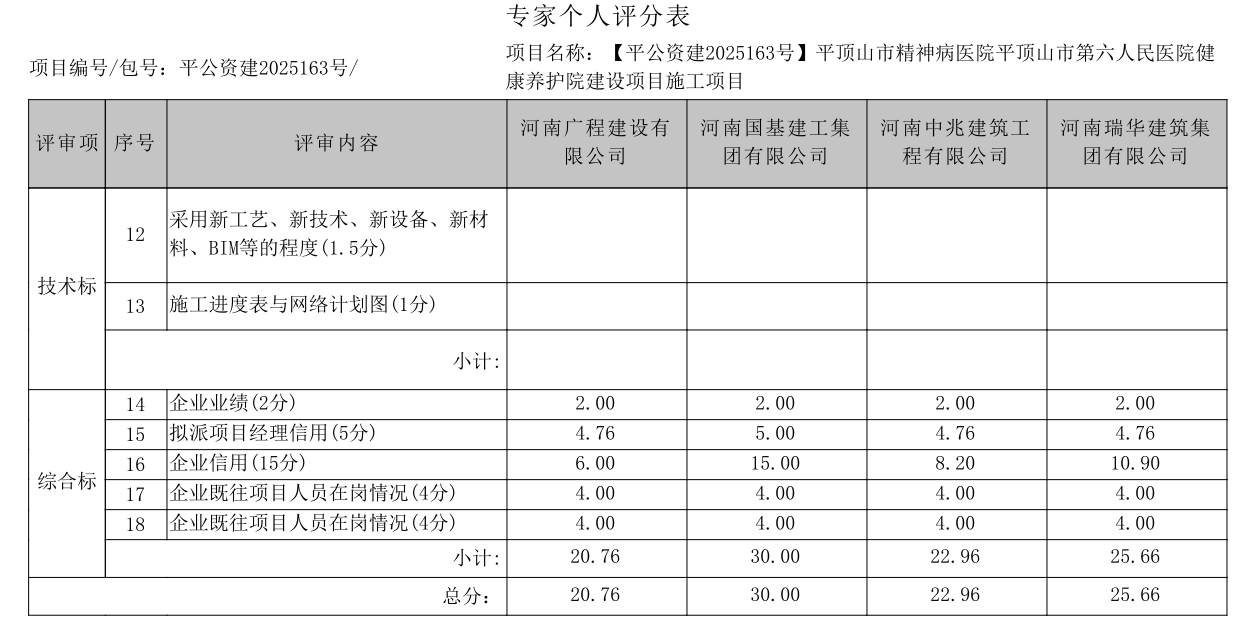 专家个人评分表
项目编号/包号: 平公资建2025163号/
项目名称: 【平公资建2025163号】平顶山市精神病医院平顶山市第六人民医院健
康养护院建设项目施工项目
评审项 序号 评审内容 河南广程建设有 河南国基建工集 河南中兆建筑工 河南瑞华建筑集
限公司 团有限公司 程有限公司 团有限公司
技术标
12 采用新工艺、新技术、新设备、新材
料、BIM等的程度(1.5分)
13 施工进度表与网络计划图(1分)
小计:
综合标
14 企业业绩(2分) 2.00 2.00 2.00 2.00
15 拟派项目经理信用(5分) 4.76 5.00 4.76 4.76
16 企业信用(15分) 6.00 15.00 8.20 10.90
17 企业既往项目人员在岗情况(4分) 4.00 4.00 4.00 4.00
18 企业既往项目人员在岗情况(4分) 4.00 4.00 4.00 4.00
小计: 20.76 30.00 22.96 25.66
总分: 20.76 30.00 22.96 25.66